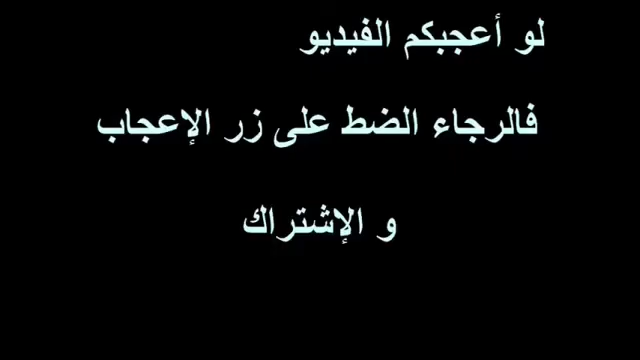 لو أعجبكم الفيديو
فالرجاء الضط على زر الإعجاب
و الإشتراك